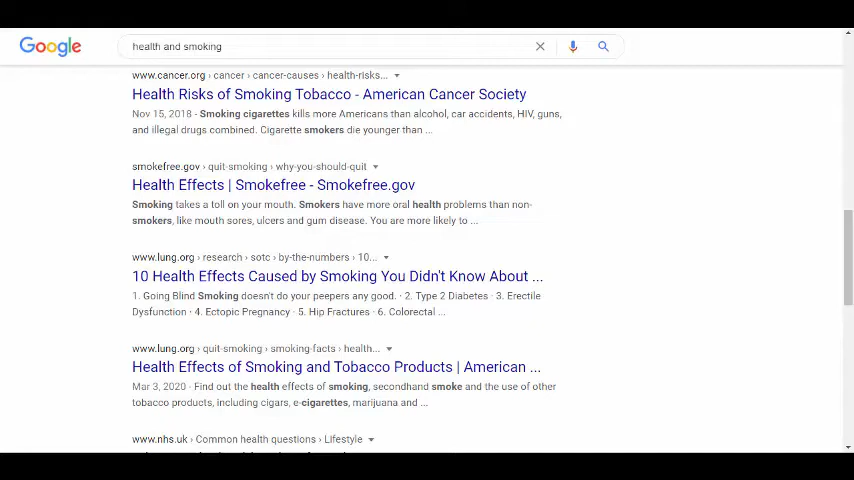 Google
health and smoking
www.cancer.org › cancer › cancer-causes › health-risks...
Health Risks of Smoking Tobacco - American Cancer Society
Nov 15, 2018 - Smoking cigarettes kills more Americans than alcohol, car accidents, HIV, guns,
and illegal drugs combined. Cigarette smokers die younger than ...
smokefree.gov › quit-smoking › why-you-should-quit
Health Effects | Smokefree - Smokefree.gov
Smoking takes a toll on your mouth. Smokers have more oral health problems than non-
smokers, like mouth sores, ulcers and gum disease. You are more likely to ...
www.lung.org › research › sotc › by-the-numbers › 10...
10 Health Effects Caused by Smoking You Didn't Know About ...
1. Going Blind Smoking doesn't do your peepers any good. · 2. Type 2 Diabetes · 3. Erectile
Dysfunction · 4. Ectopic Pregnancy · 5. Hip Fractures · 6. Colorectal ...
www.lung.org › quit-smoking › smoking-facts › health...
Health Effects of Smoking and Tobacco Products | American ...
Mar 3, 2020 - Find out the health effects of smoking, secondhand smoke and the use of other
tobacco products, including cigars, e-cigarettes, marijuana and ...
www.nhs.uk › Common health questions › Lifestyle